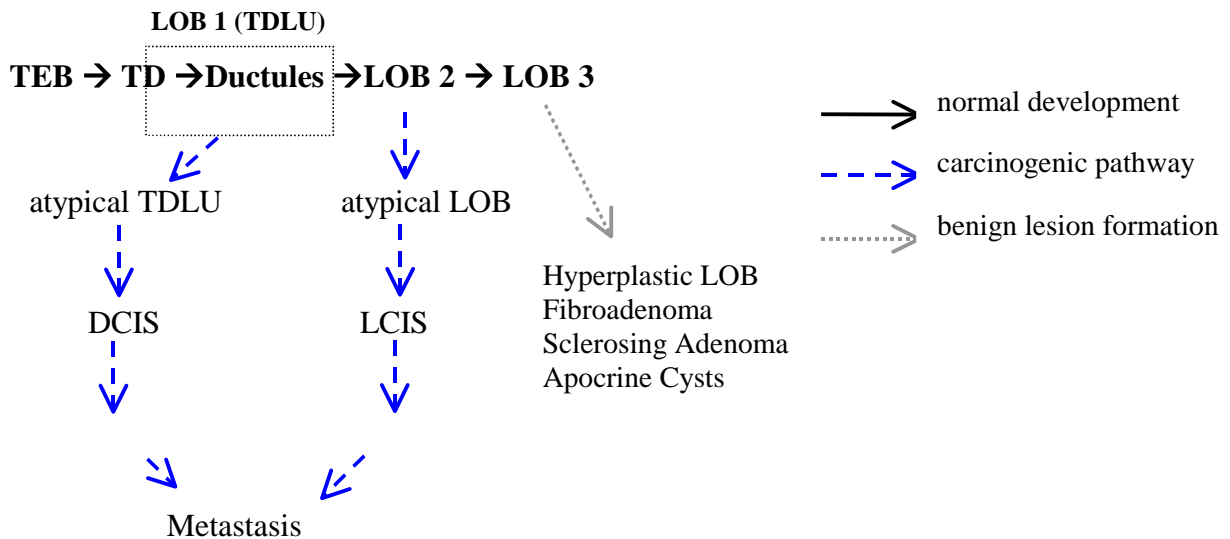 LOB 1 (TDLU)
TEB → TD → Ductules → LOB 2 → LOB 3
normal development
carcinogenic pathway
benign lesion formation
atypical TDLU
atypical LOB
Hyperplastic LOB
Fibroadenoma
Sclerosing Adenoma
Apocrine Cysts
DCIS
LCIS
Metastasis